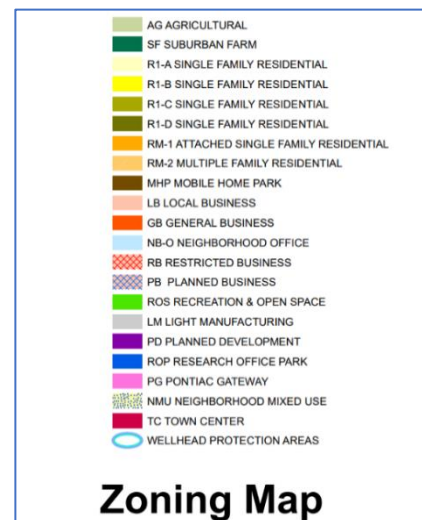 AG AGRICULTURAL
SF SUBURBAN FARM
R1-A SINGLE FAMILY RESIDENTIAL
R1-B SINGLE FAMILY RESIDENTIAL
R1-C SINGLE FAMILY RESIDENTIAL
R1-D SINGLE FAMILY RESIDENTIAL
RM-1 ATTACHED SINGLE FAMILY RESIDENTIAL
RM-2 MULTIPLE FAMILY RESIDENTIAL
MHP MOBILE HOME PARK
LB LOCAL BUSINESS
GB GENERAL BUSINESS
NB-O NEIGHBORHOOD OFFICE
RB RESTRICTED BUSINESS
PB PLANNED BUSINESS
ROS RECREATION & OPEN SPACE
LM LIGHT MANUFACTURING
PD PLANNED DEVELOPMENT
ROP RESEARCH OFFICE PARK
PG PONTIAC GATEWAY
NMU NEIGHBORHOOD MIXED USE
TC TOWN CENTER
WELLHEAD PROTECTION AREAS
Zoning Map